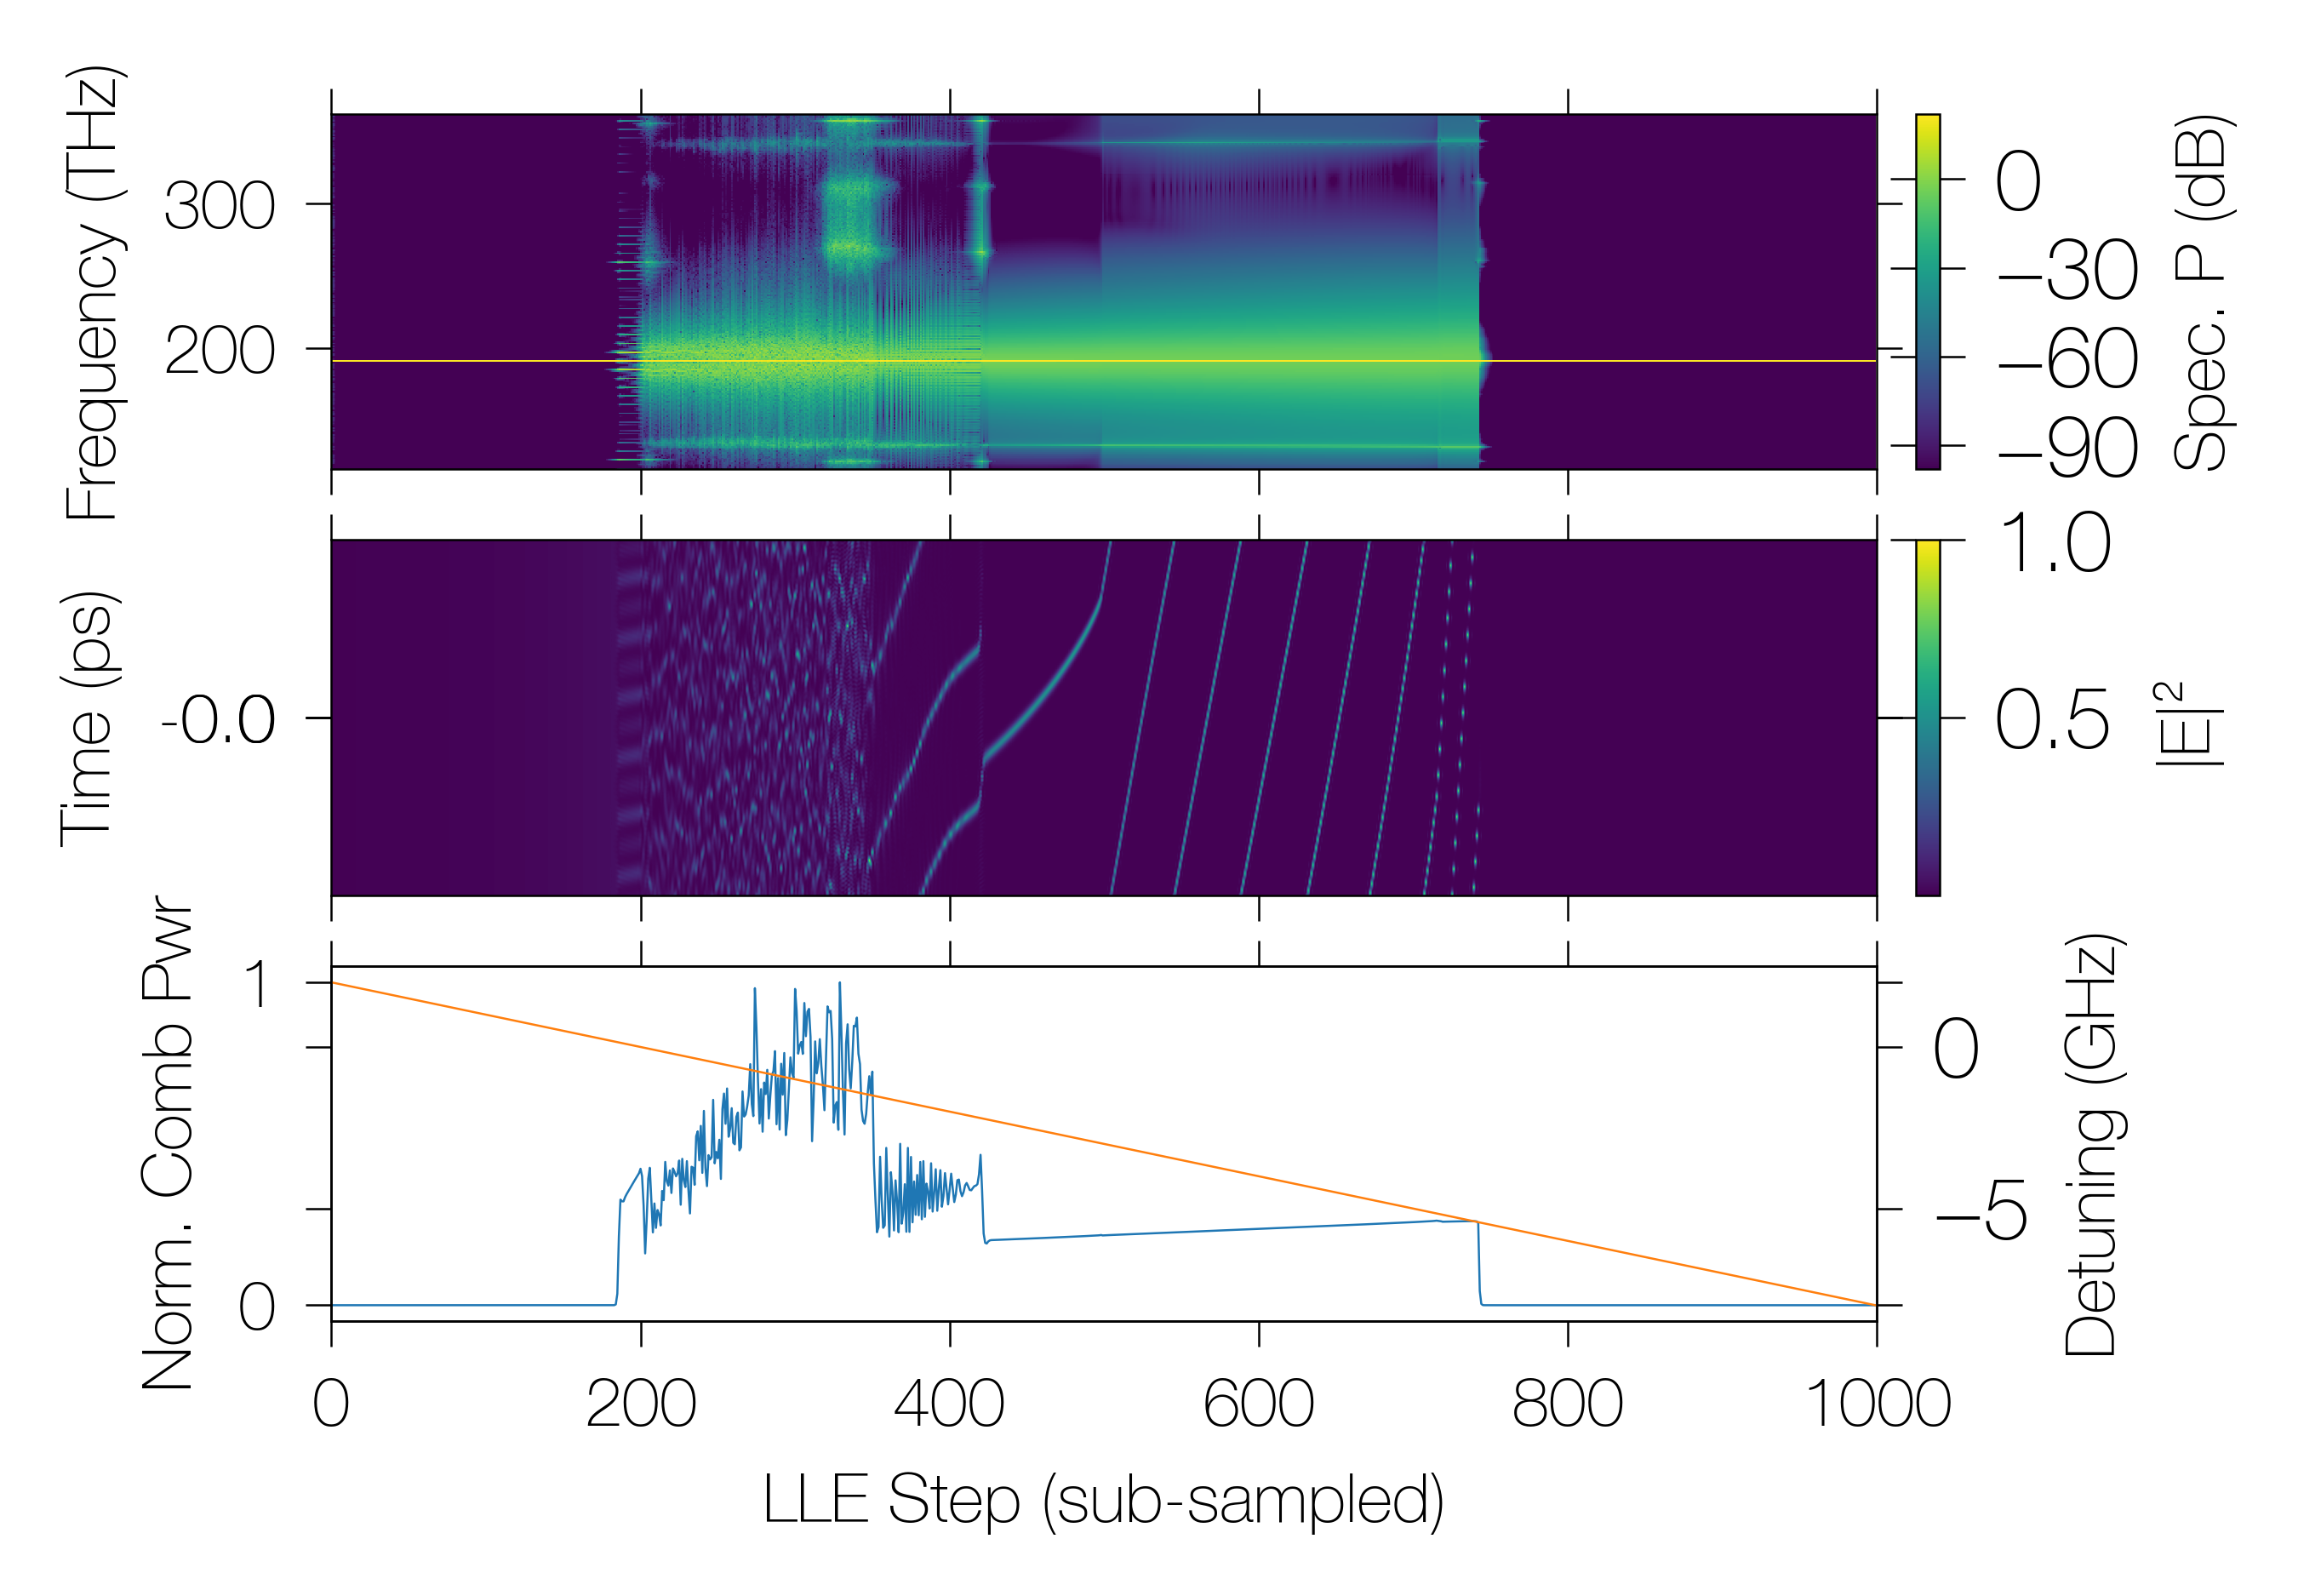 Frequency (THz)
300
200
0
−30
−60
−90
Spec. P (dB)
Time (ps)
-0.0
1.0
0.5
|E|²
Norm. Comb Pwr
1
0
0
−5
Detuning (GHz)
0 200 400 600 800 1000
LLE Step (sub-sampled)